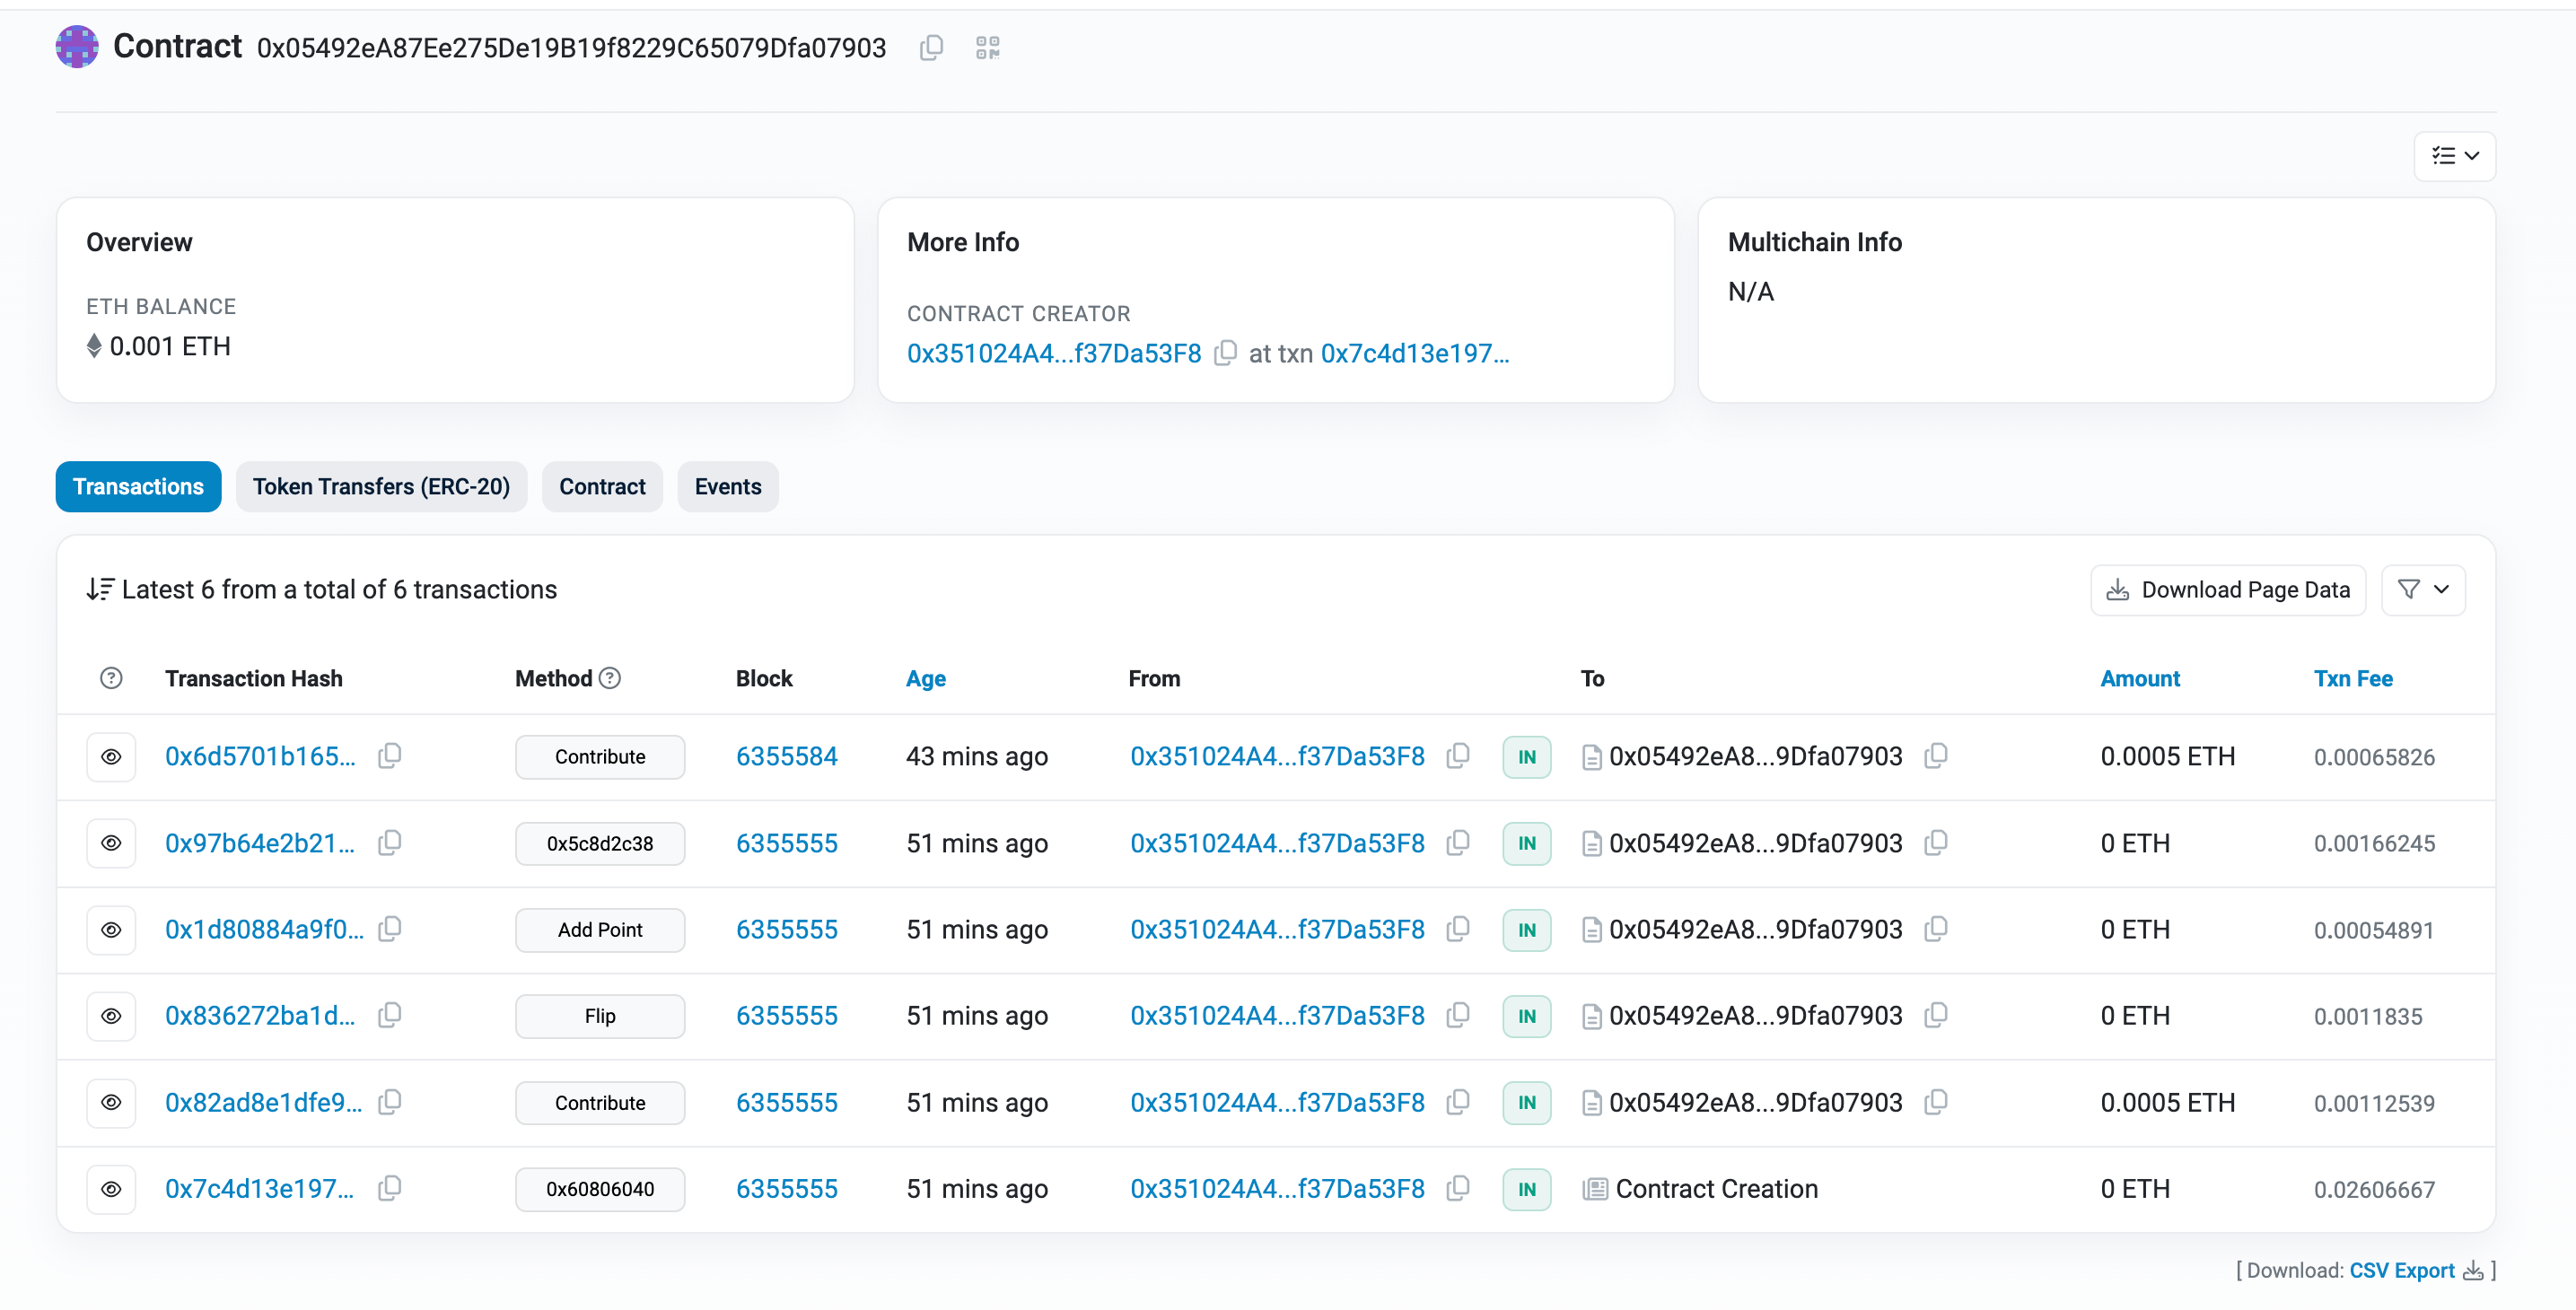 Contract 0x05492eA87Ee275De19B19f8229C65079Dfa07903
Overview
ETH BALANCE
0.001 ETH
More Info
CONTRACT CREATOR
0x351024A4...f37Da53F8 at txn 0x7c4d13e197...
Multichain Info
N/A
Transactions Token Transfers (ERC-20) Contract Events
Latest 6 from a total of 6 transactions Download Page Data
Transaction Hash Method Block Age From To Amount Txn Fee
0x6d5701b165... Contribute 6355584 43 mins ago 0x351024A4...f37Da53F8 IN 0x05492eA8...9Dfa07903 0.0005 ETH 0.00065826
0x97b64e2b21... 0x5c8d2c38 6355555 51 mins ago 0x351024A4...f37Da53F8 IN 0x05492eA8...9Dfa07903 0 ETH 0.00166245
0x1d80884a9f0... Add Point 6355555 51 mins ago 0x351024A4...f37Da53F8 IN 0x05492eA8...9Dfa07903 0 ETH 0.00054891
0x836272ba1d... Flip 6355555 51 mins ago 0x351024A4...f37Da53F8 IN 0x05492eA8...9Dfa07903 0 ETH 0.0011835
0x82ad8e1dfe9... Contribute 6355555 51 mins ago 0x351024A4...f37Da53F8 IN 0x05492eA8...9Dfa07903 0.0005 ETH 0.00112539
0x7c4d13e197... 0x60806040 6355555 51 mins ago 0x351024A4...f37Da53F8 IN Contract Creation 0 ETH 0.02606667
[ Download: CSV Export ]